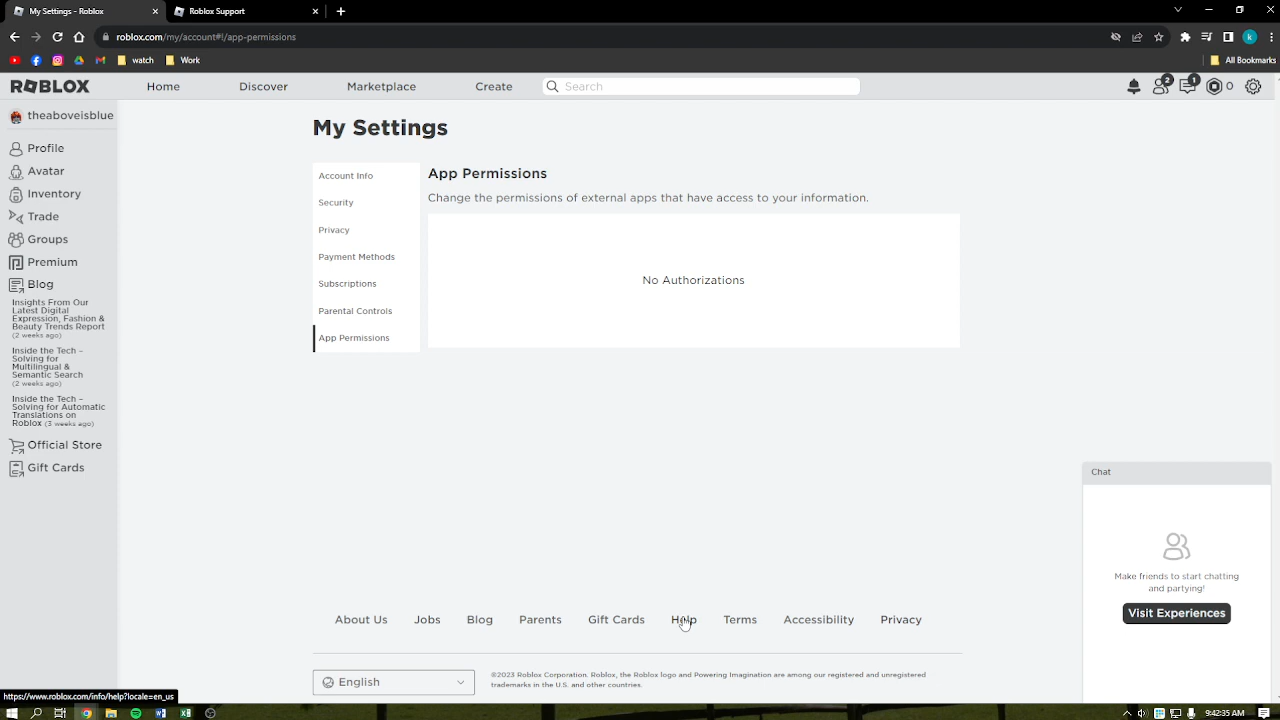 My Settings - Roblox
Roblox Support
roblox.com/my/account#!/app-permissions
watch
Work
All Bookmarks
ROBLOX
Home
Discover
Marketplace
Create
Search
2
1
0
theaboveisblue
Profile
Avatar
Inventory
Trade
Groups
Premium
Blog
Insights From Our
Latest Digital
Expression, Fashion &
Beauty Trends Report
(2 weeks ago)
Inside the Tech –
Solving for
Multilingual &
Semantic Search
(2 weeks ago)
Inside the Tech –
Solving for Automatic
Translations on
Roblox (3 weeks ago)
Official Store
Gift Cards
My Settings
Account Info
Security
Privacy
Payment Methods
Subscriptions
Parental Controls
App Permissions
App Permissions
Change the permissions of external apps that have access to your information.
No Authorizations
Chat
Make friends to start chatting
and partying!
Visit Experiences
About Us
Jobs
Blog
Parents
Gift Cards
Help
Terms
Accessibility
Privacy
English
©2023 Roblox Corporation. Roblox, the Roblox logo and Powering Imagination are among our registered and unregistered
trademarks in the U.S. and other countries.
https://www.roblox.com/info/help?locale=en_us
9:42:35 AM